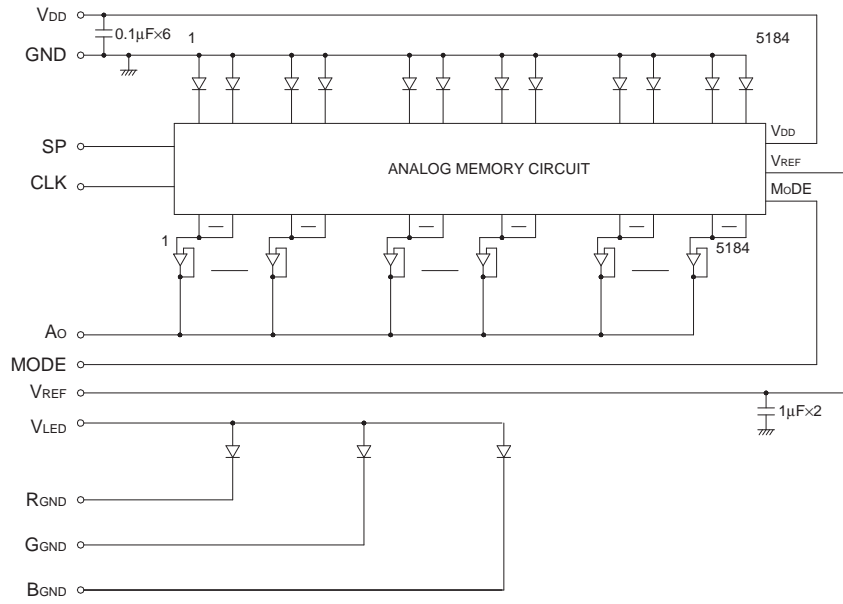 VDD
0.1µF×6
GND
1
5184
SP
CLK
ANALOG MEMORY CIRCUIT
VDD
VREF
MoDE
1
5184
AO
MODE
VREF
1µF×2
VLED
RGND
GGND
BGND